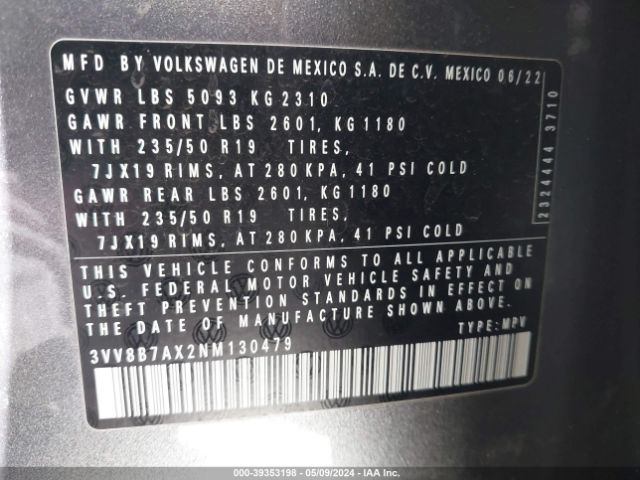 MFD BY VOLKSWAGEN DE MEXICO S.A. DE C.V. MEXICO 06/22
GVWR LBS 5093 KG 2310
GAWR FRONT LBS 2601, KG 1180
WITH 235/50 R19 TIRES,
7JX19 RIMS, AT 280 KPA, 41 PSI COLD
GAWR REAR LBS 2601, KG 1180
WITH 235/50 R19 TIRES,
7JX19 RIMS, AT 280 KPA, 41 PSI COLD
2324444 3710
THIS VEHICLE CONFORMS TO ALL APPLICABLE
U.S. FEDERAL MOTOR VEHICLE SAFETY AND
THEFT PREVENTION STANDARDS IN EFFECT ON
THE DATE OF MANUFACTURE SHOWN ABOVE.
3VV8B7AX2NM130479 TYPE: MPV
000-39353198 - 05/09/2024 - IAA Inc.